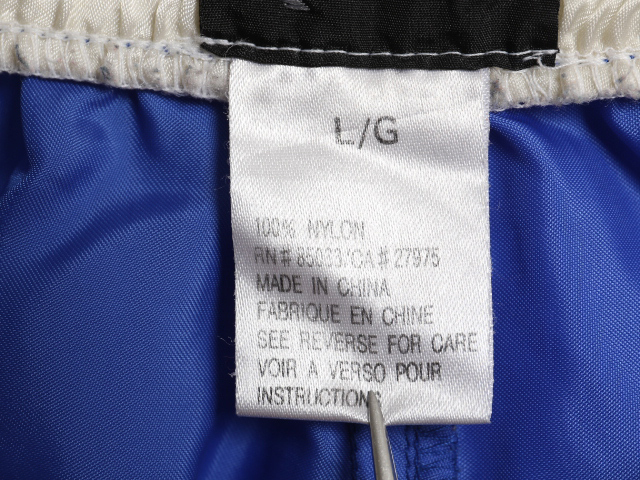 L/G
100% NYLON
RN# 85033/CA# 27975
MADE IN CHINA
FABRIQUE EN CHINE
SEE REVERSE FOR CARE
VOIR A VERSO POUR
INSTRUCTIONS